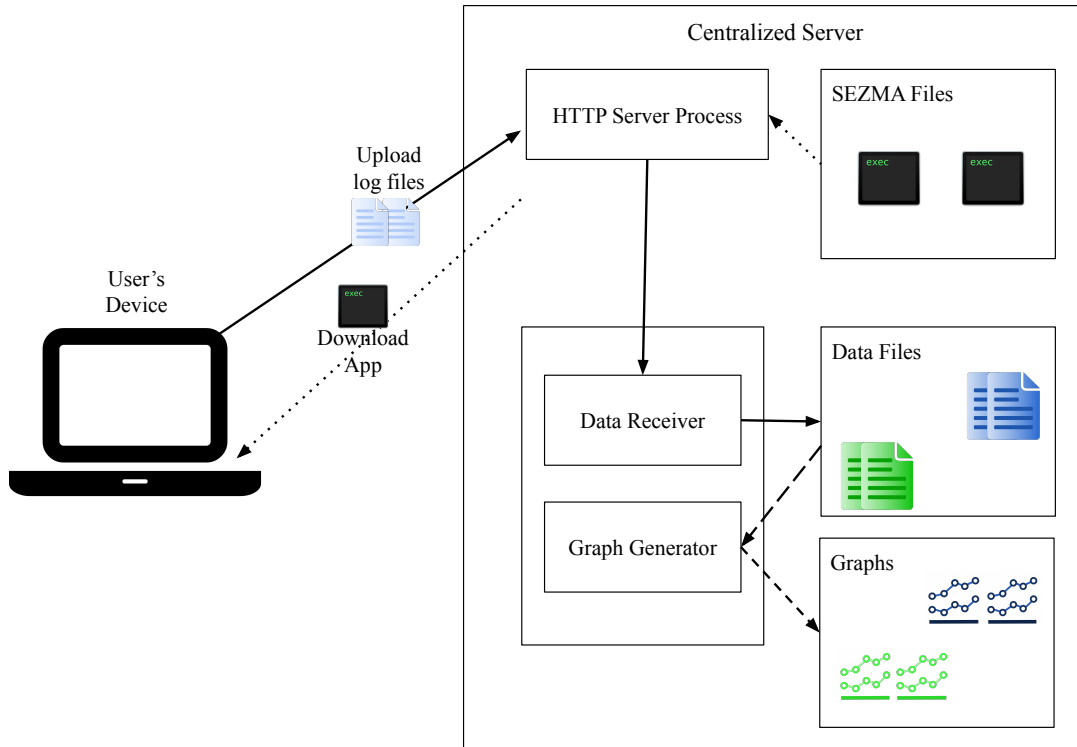 Centralized Server
HTTP Server Process
SEZMA Files
exec
exec
Upload
log files
User's
Device
exec
Download
App
Data Receiver
Data Files
Graph Generator
Graphs